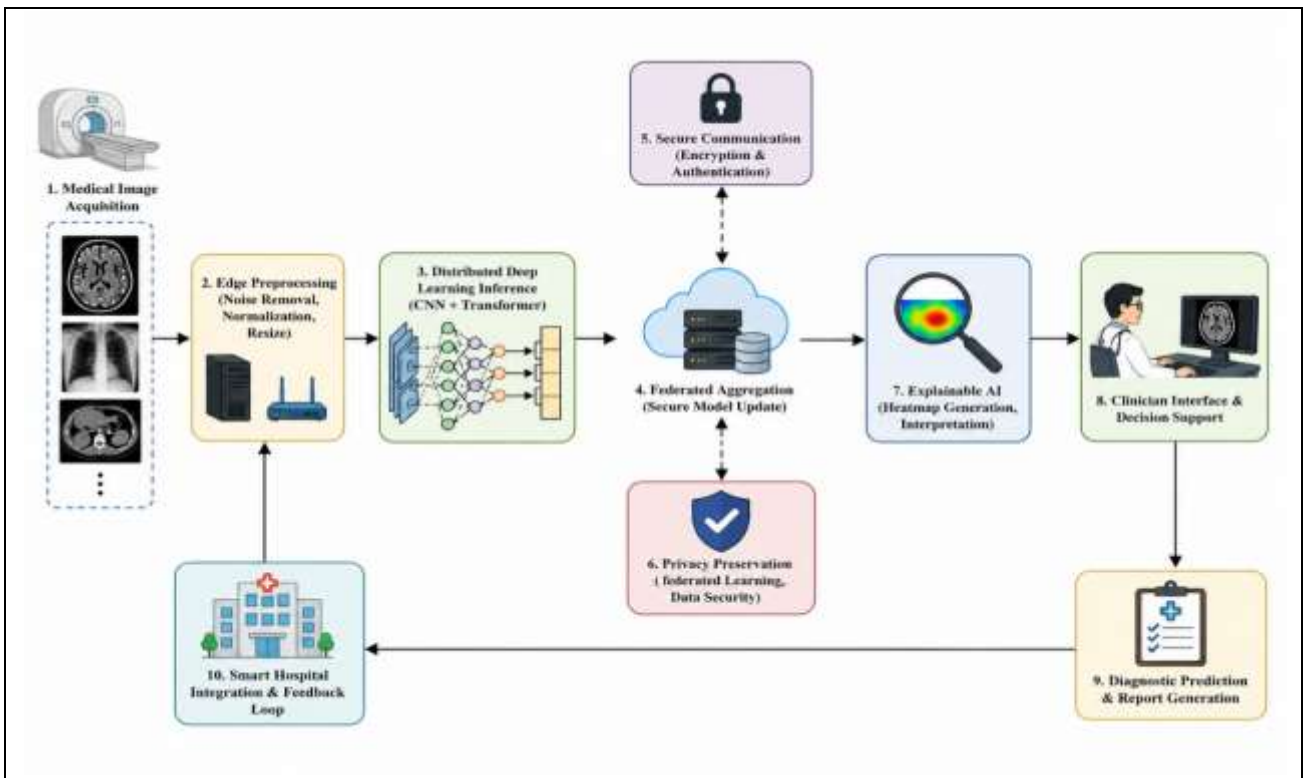 1. Medical Image
Acquisition
2. Edge Preprocessing
(Noise Removal,
Normalization,
Resize)
3. Distributed Deep
Learning Inference
(CNN + Transformer)
4. Federated Aggregation
(Secure Model Update)
5. Secure Communication
(Encryption &
Authentication)
6. Privacy Preservation
( federated Learning,
Data Security)
7. Explainable AI
(Heatmap Generation,
Interpretation)
8. Clinician Interface &
Decision Support
9. Diagnostic Prediction
& Report Generation
10. Smart Hospital
Integration & Feedback
Loop